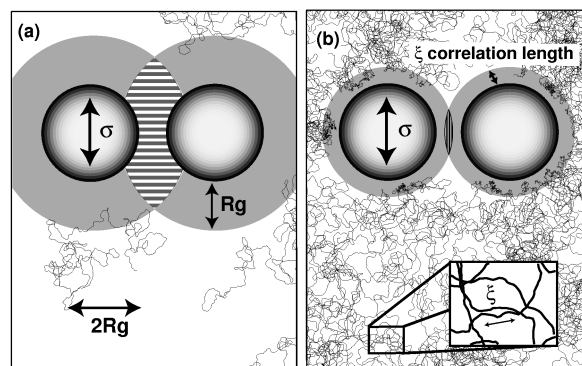 (a)
σ
Rg
2Rg
(b)
ξ correlation length
σ
ξ